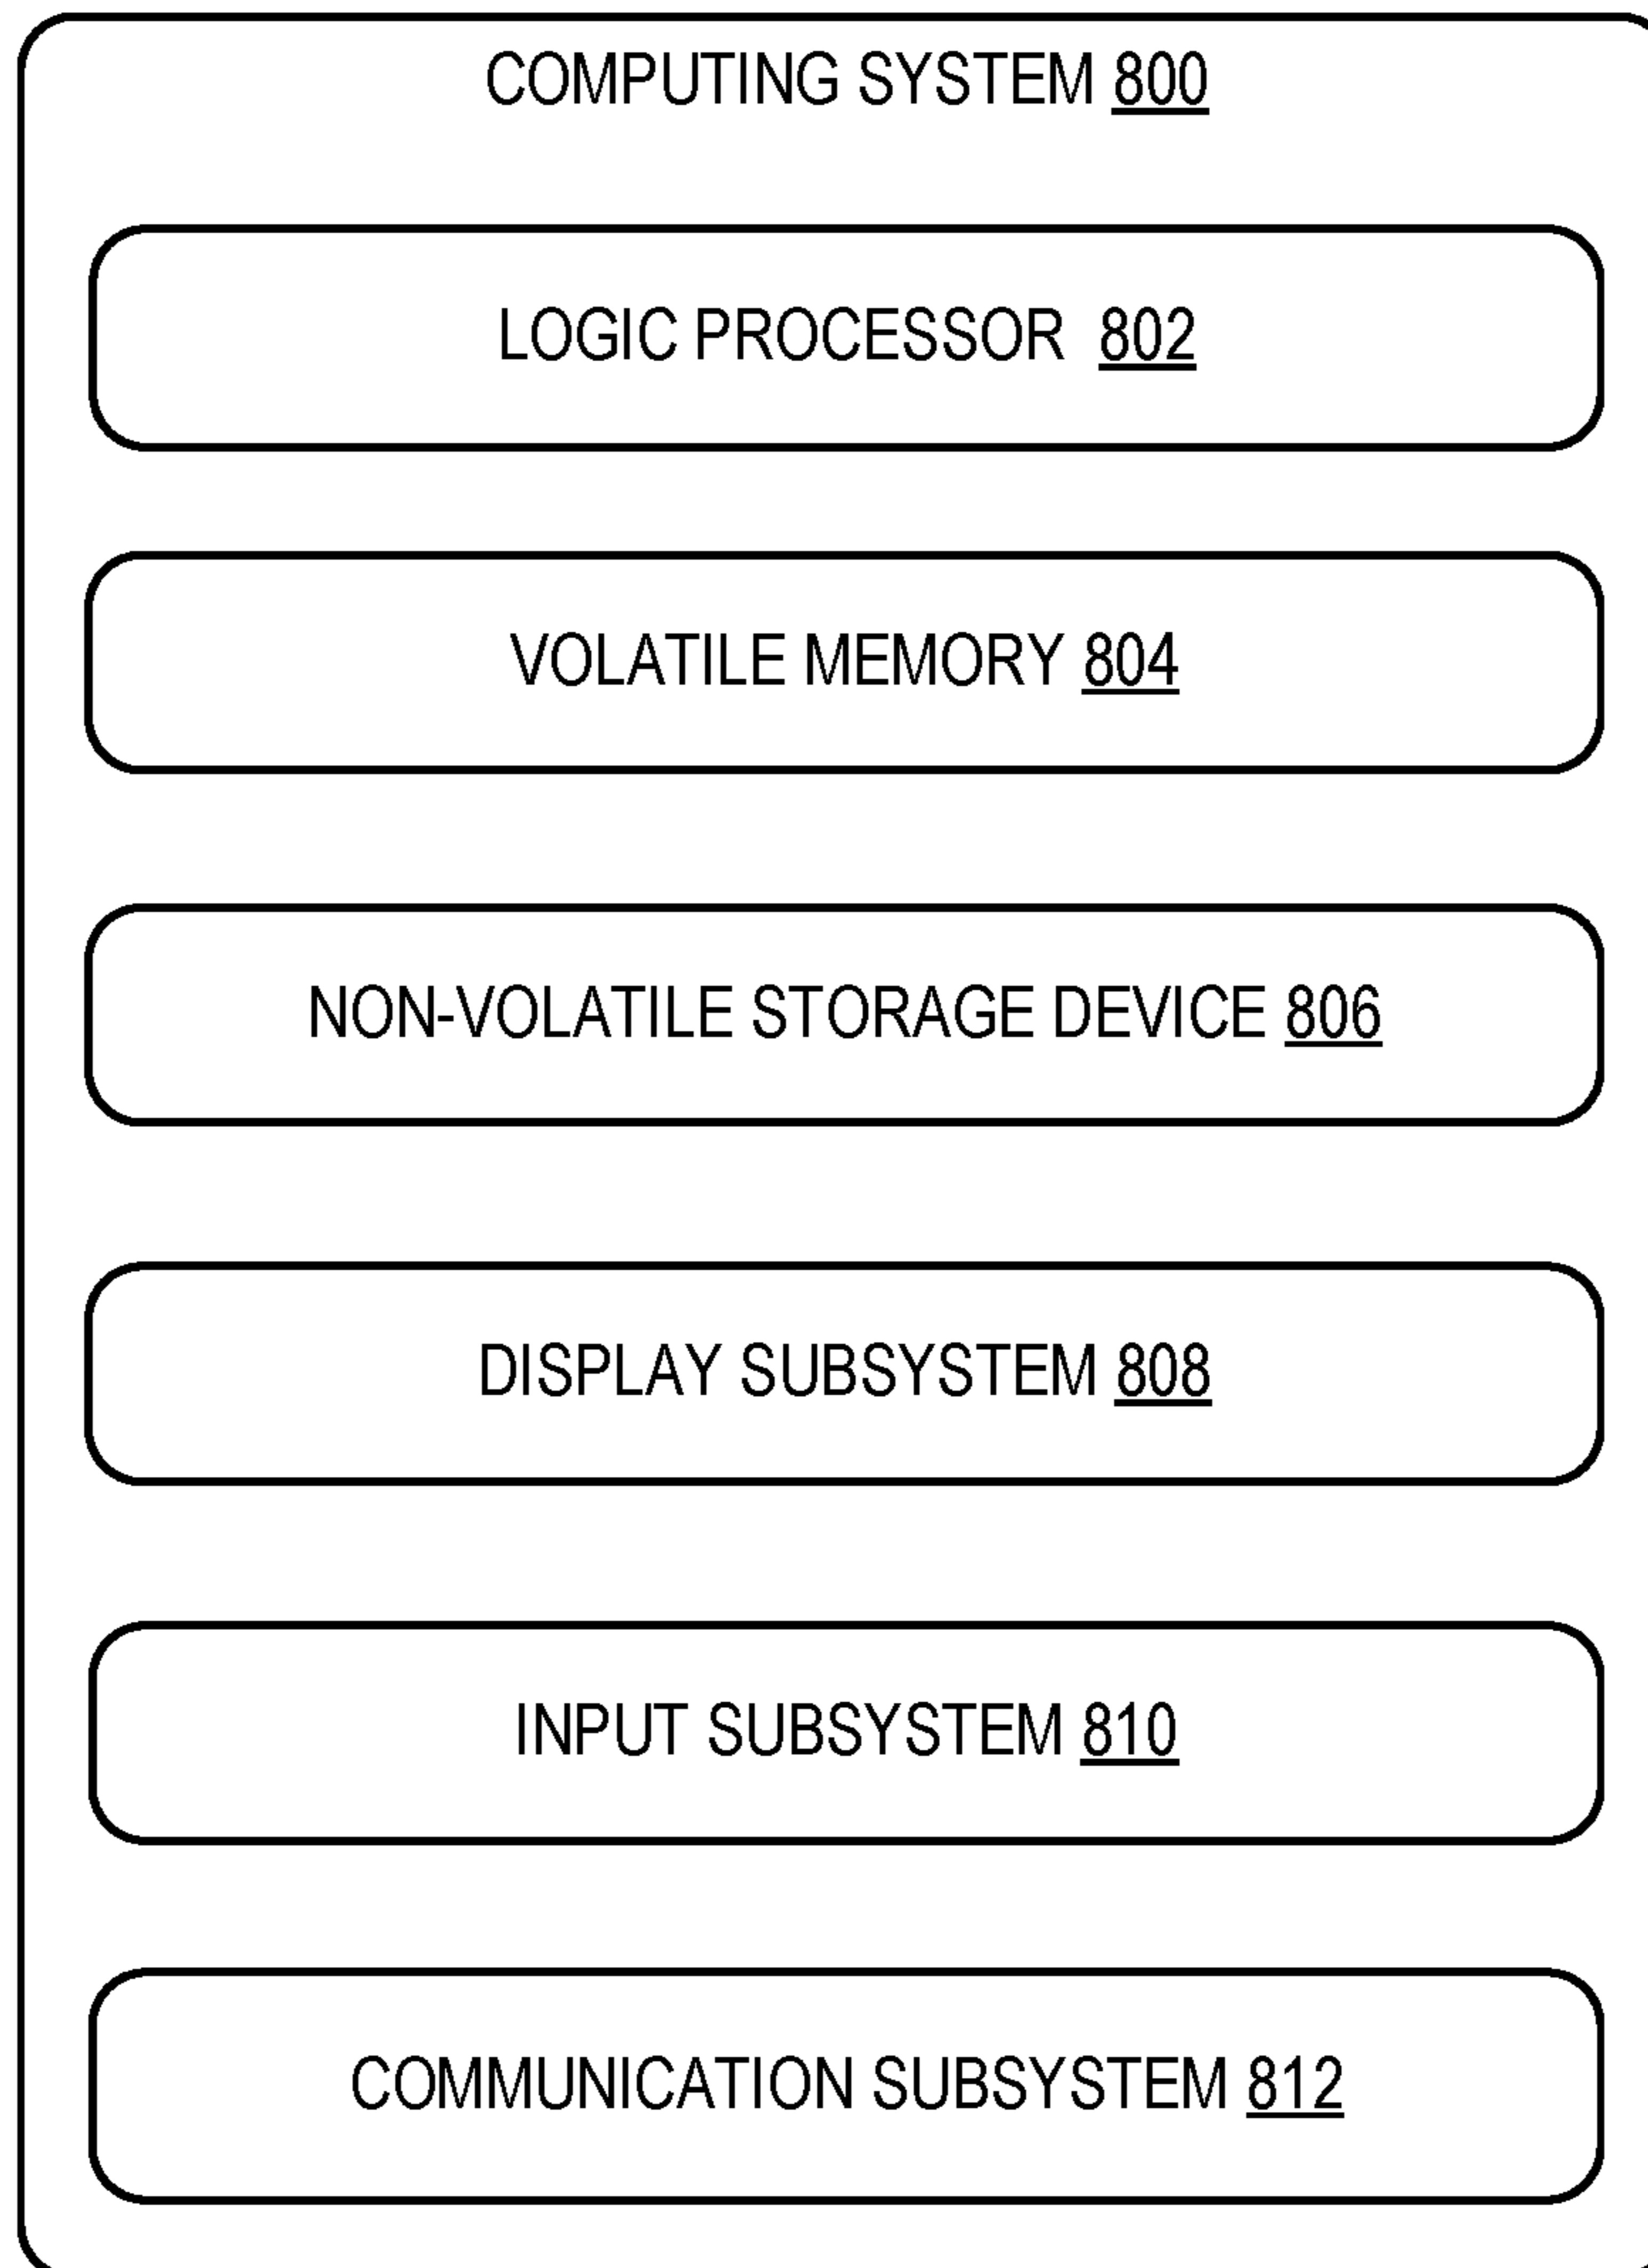 COMPUTING SYSTEM 800
LOGIC PROCESSOR 802
VOLATILE MEMORY 804
NON-VOLATILE STORAGE DEVICE 806
DISPLAY SUBSYSTEM 808
INPUT SUBSYSTEM 810
COMMUNICATION SUBSYSTEM 812